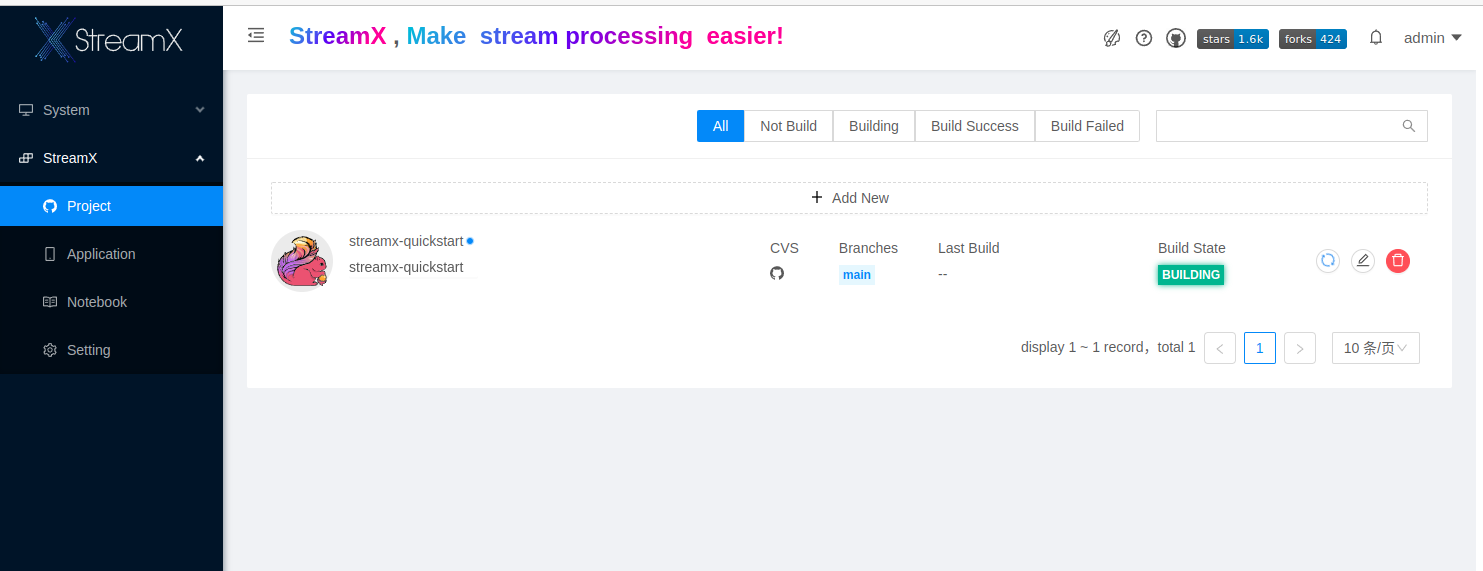 StreamX
StreamX , Make stream processing easier!
stars 1.6k
forks 424
admin
System
StreamX
Project
Application
Notebook
Setting
All
Not Build
Building
Build Success
Build Failed
Add New
streamx-quickstart
streamx-quickstart
CVS
Branches
main
Last Build
--
Build State
BUILDING
display 1 ~ 1 record，total 1
1
10 条/页